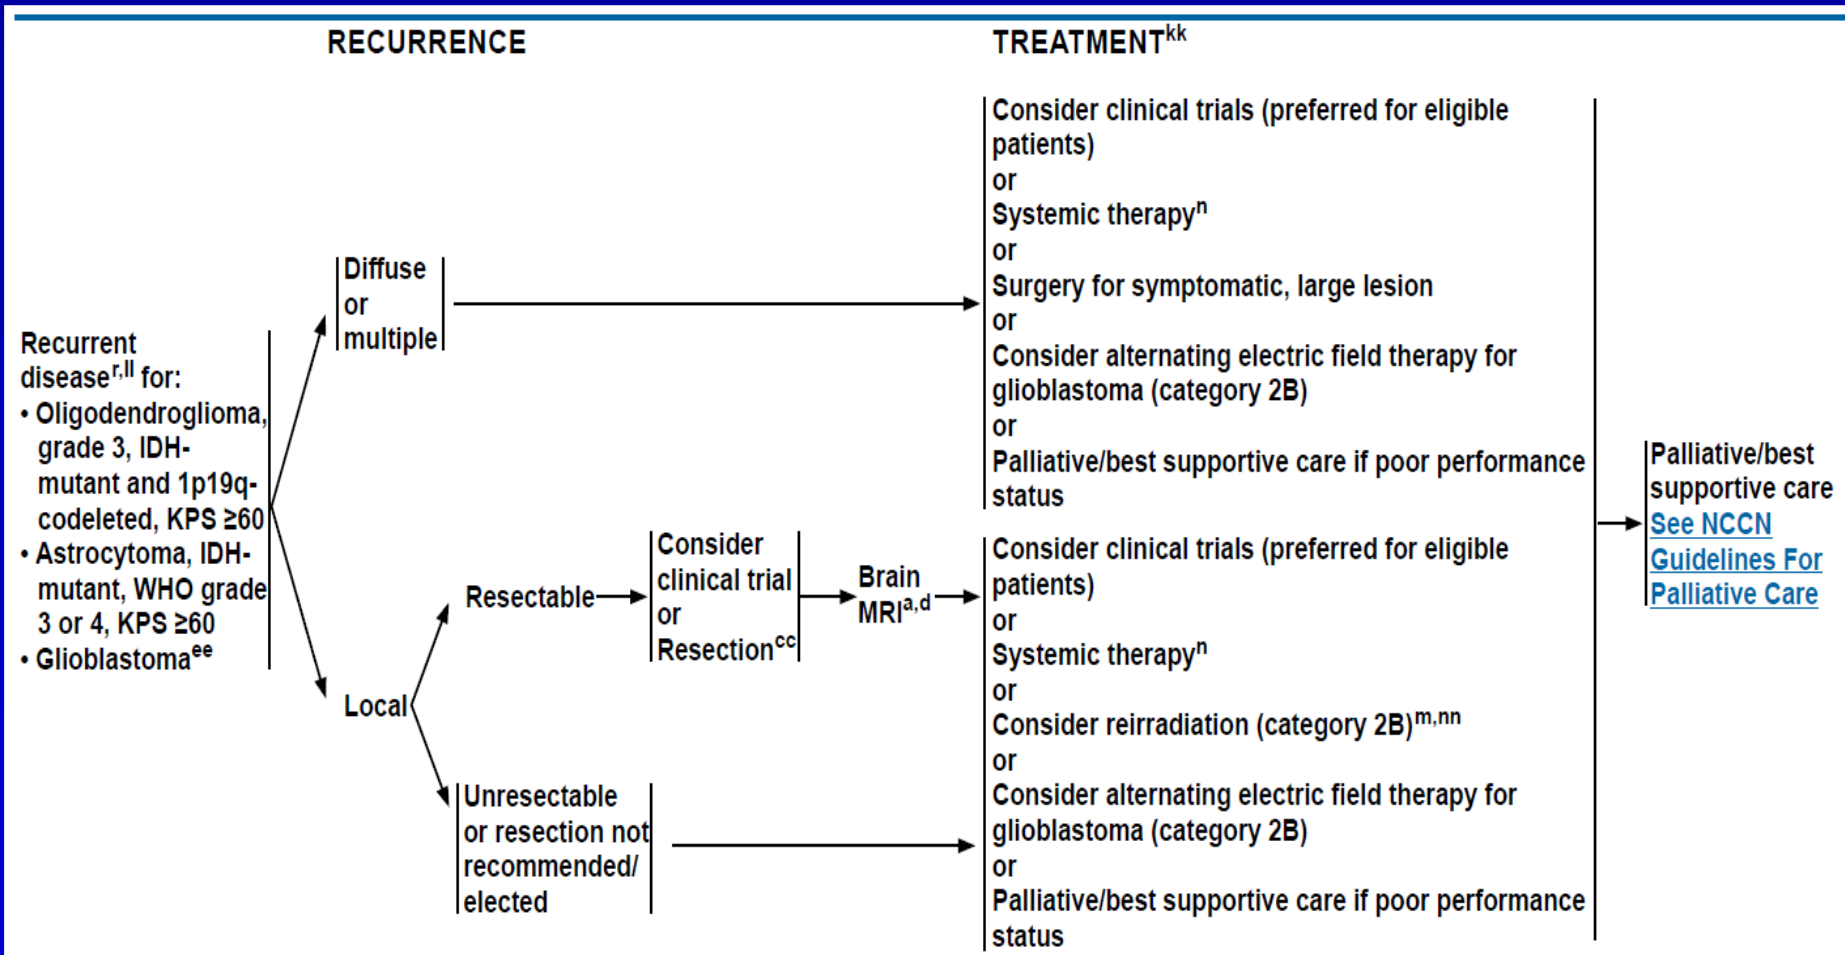 RECURRENCE
TREATMENTkk
Recurrent
diseaser,ll for:
• Oligodendroglioma,
grade 3, IDH-
mutant and 1p19q-
codeleted, KPS ≥60
• Astrocytoma, IDH-
mutant, WHO grade
3 or 4, KPS ≥60
• Glioblastomaee
Diffuse
or
multiple
Local
Resectable
Consider
clinical trial
or
Resectioncc
Brain
MRIa,d
Unresectable
or resection not
recommended/
elected
Consider clinical trials (preferred for eligible
patients)
or
Systemic therapyn
or
Surgery for symptomatic, large lesion
or
Consider alternating electric field therapy for
glioblastoma (category 2B)
or
Palliative/best supportive care if poor performance
status
Consider clinical trials (preferred for eligible
patients)
or
Systemic therapyn
or
Consider reirradiation (category 2B)m,nn
or
Consider alternating electric field therapy for
glioblastoma (category 2B)
or
Palliative/best supportive care if poor performance
status
Palliative/best
supportive care
See NCCN
Guidelines For
Palliative Care